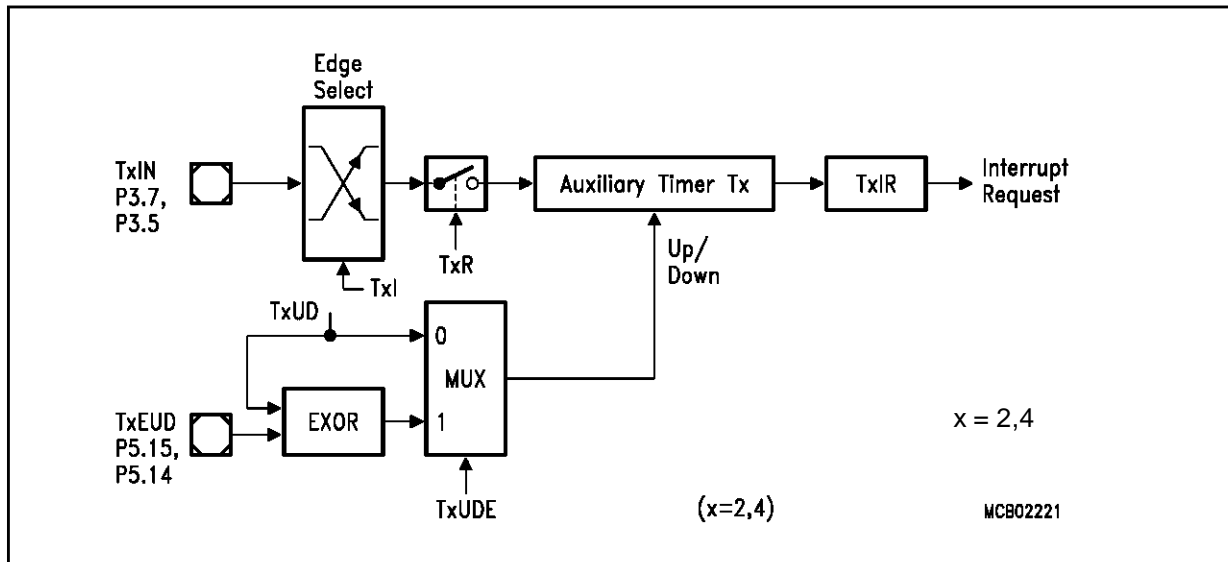 Edge
Select
TxIN
P3.7,
P3.5
Auxiliary Timer Tx
TxIR
Interrupt
Request
TxI
TxR
Up/
Down
TxUD
0
MUX
1
EXOR
TxEUD
P5.15,
P5.14
TxUDE
x = 2,4
(x=2,4)
MCB02221